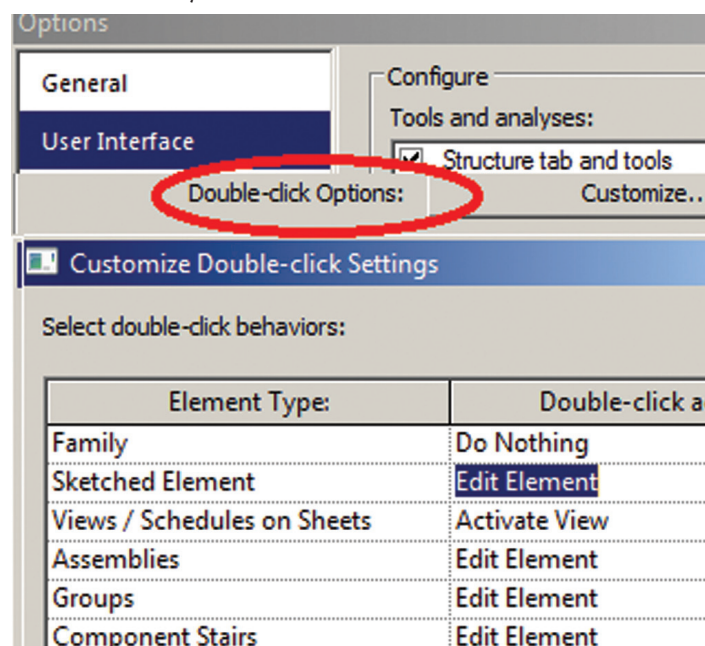 Options
General
Configure
Tools and analyses:
User Interface
Structure tab and tools
Double-click Options:
Customize..
Customize Double-click Settings
Select double-click behaviors:
Element Type:
Double-click a
Family
Do Nothing
Sketched Element
Edit Element
Views / Schedules on Sheets
Activate View
Assemblies
Edit Element
Groups
Edit Element
Component Stairs
Edit Element